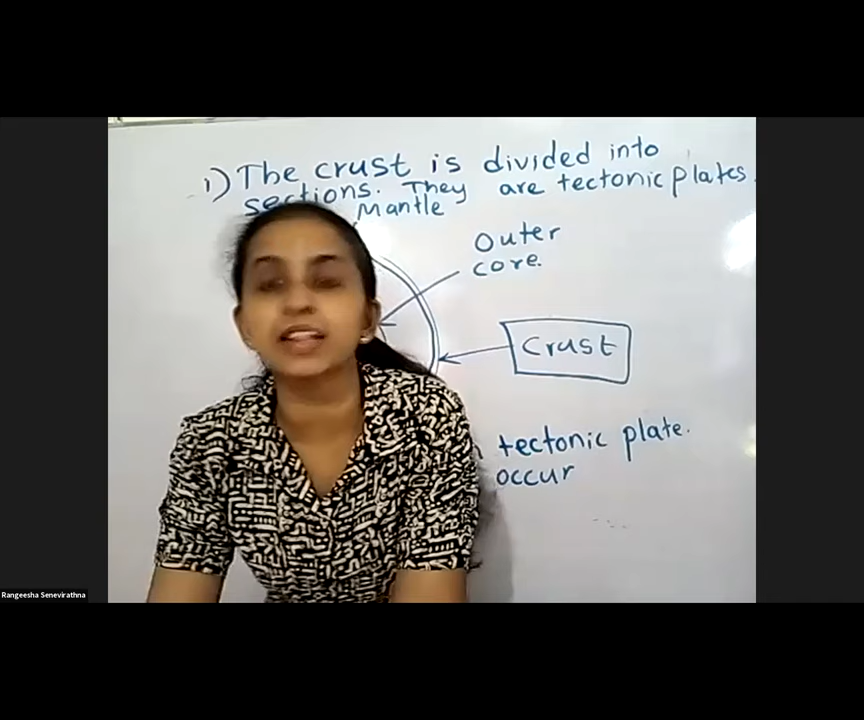 1) The crust is divided into
sections. They are tectonic plates.
Mantle
Outer
core.
Crust
tectonic plate.
occur
Rangeesha Senevirathna